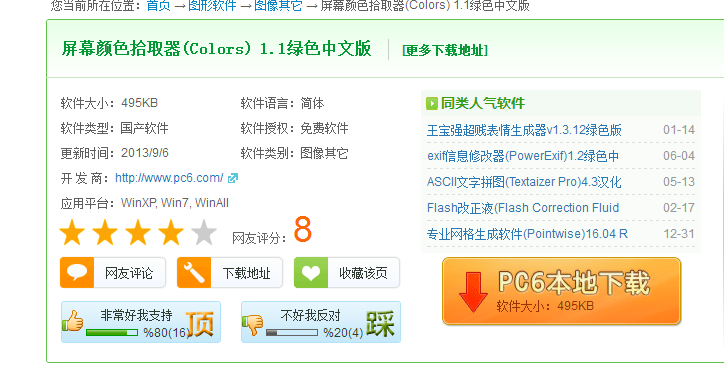 您当前所在位置：首页 → 图形软件 → 图像其它 → 屏幕颜色拾取器(Colors) 1.1绿色中文版
屏幕颜色拾取器(Colors) 1.1绿色中文版 [更多下载地址]
软件大小：495KB 软件语言：简体
软件类型：国产软件 软件授权：免费软件
更新时间：2013/9/6 软件类别：图像其它
开 发 商：http://www.pc6.com/
应用平台：WinXP, Win7, WinAll
网友评分：8
网友评论 下载地址 收藏该页
非常好我支持 顶
%80(16)
不好我反对 踩
%20(4)
同类人气软件
王宝强超贱表情生成器v1.3.12绿色版 01-14
exif信息修改器(PowerExif)1.2绿色中 06-04
ASCII文字拼图(Textaizer Pro)4.3汉化 05-13
Flash改正液(Flash Correction Fluid 02-17
专业网格生成软件(Pointwise)16.04 R 12-31
PC6本地下载
软件大小：495KB